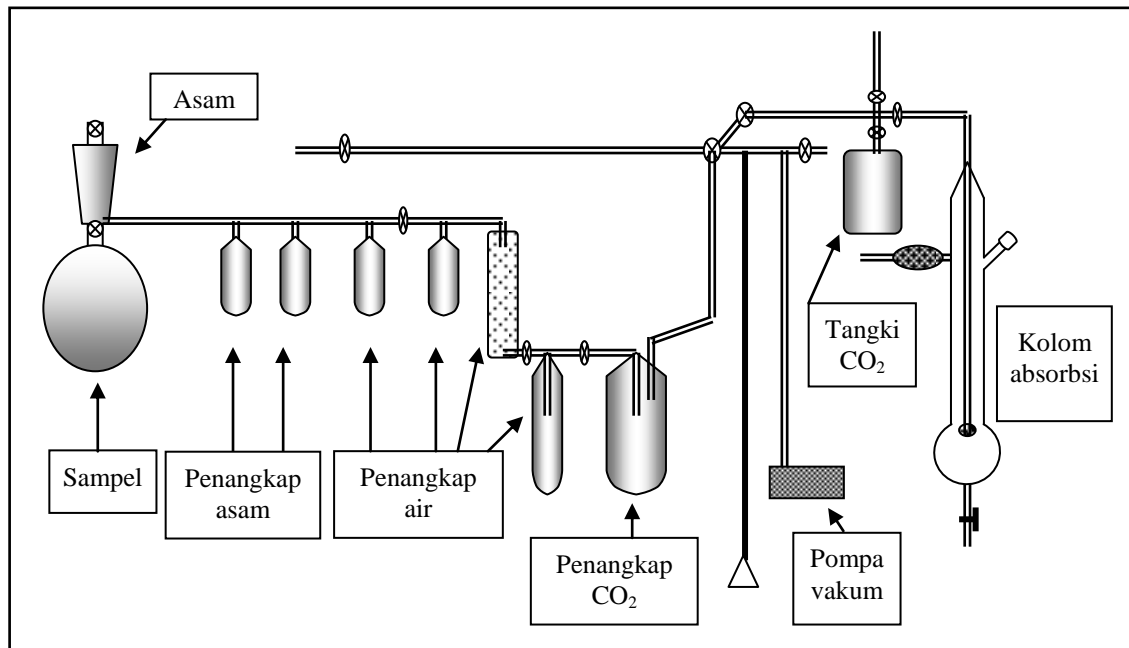 Asam
Sampel
Penangkap
asam
Penangkap
air
Penangkap
CO₂
Pompa
vakum
Tangki
CO₂
Kolom
absorbsi